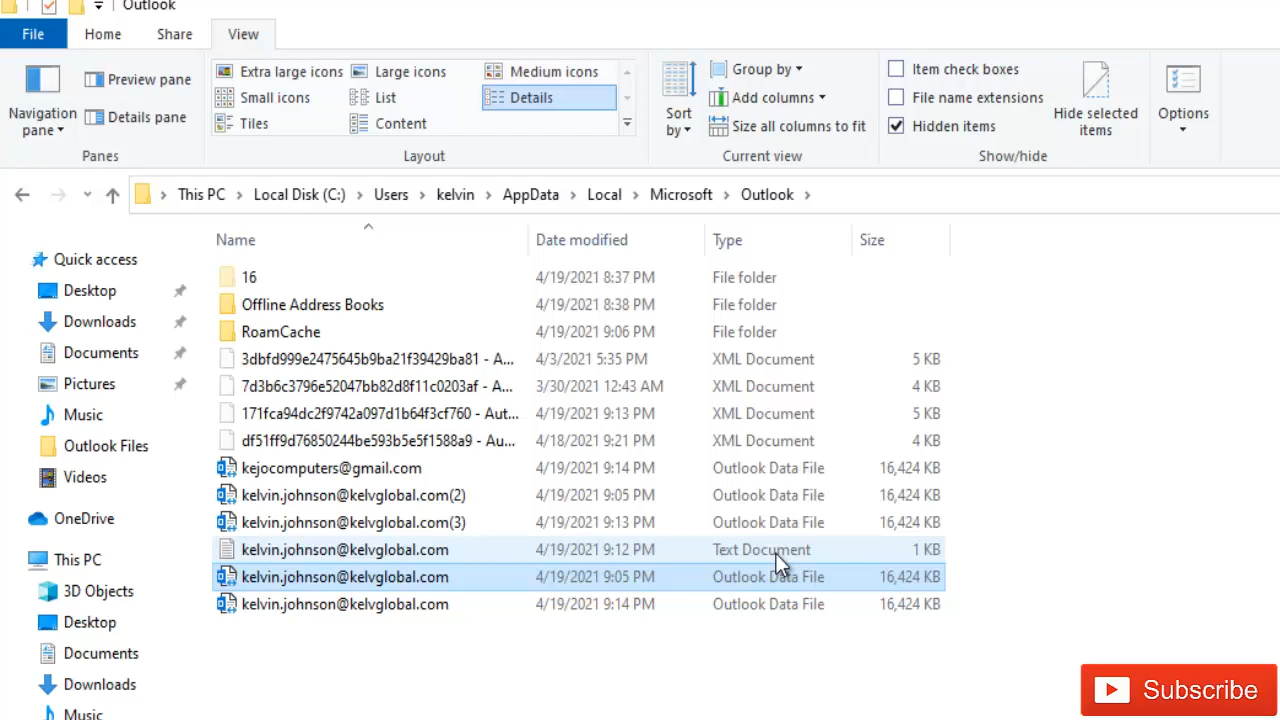 Outlook
File Home Share View
Preview pane
Details pane
Navigation
pane
Panes
Extra large icons Large icons Medium icons
Small icons List Details
Tiles Content
Layout
Sort
by
Group by
Add columns
Size all columns to fit
Current view
Item check boxes
File name extensions
Hidden items
Hide selected
items
Show/hide
Options
This PC Local Disk (C:) Users kelvin AppData Local Microsoft Outlook
Quick access
Desktop
Downloads
Documents
Pictures
Music
Outlook Files
Videos
OneDrive
This PC
3D Objects
Desktop
Documents
Downloads
Music
Name Date modified Type Size
16 4/19/2021 8:37 PM File folder
Offline Address Books 4/19/2021 8:38 PM File folder
RoamCache 4/19/2021 9:06 PM File folder
3dbfd999e2475645b9ba21f39429ba81 - A... 4/3/2021 5:35 PM XML Document 5 KB
7d3b6c3796e52047bb82d8f11c0203af - A... 3/30/2021 12:43 AM XML Document 4 KB
171fca94dc2f9742a097d1b64f3cf760 - Aut... 4/19/2021 9:13 PM XML Document 5 KB
df51ff9d76850244be593b5e5f1588a9 - Au... 4/18/2021 9:21 PM XML Document 4 KB
kejocomputers@gmail.com 4/19/2021 9:14 PM Outlook Data File 16,424 KB
kelvin.johnson@kelvglobal.com(2) 4/19/2021 9:05 PM Outlook Data File 16,424 KB
kelvin.johnson@kelvglobal.com(3) 4/19/2021 9:13 PM Outlook Data File 16,424 KB
kelvin.johnson@kelvglobal.com 4/19/2021 9:12 PM Text Document 1 KB
kelvin.johnson@kelvglobal.com 4/19/2021 9:05 PM Outlook Data File 16,424 KB
kelvin.johnson@kelvglobal.com 4/19/2021 9:14 PM Outlook Data File 16,424 KB
Subscribe